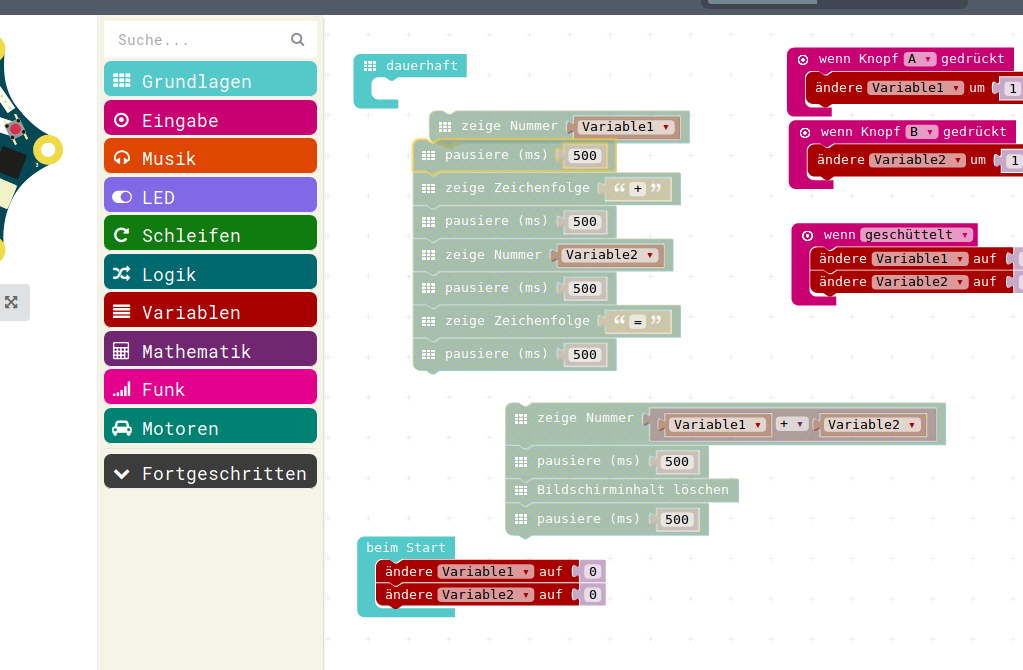 Suche...
Grundlagen
Eingabe
Musik
LED
Schleifen
Logik
Variablen
Mathematik
Funk
Motoren
Fortgeschritten
dauerhaft
zeige Nummer Variable1
pausiere (ms) 500
zeige Zeichenfolge “ + ”
pausiere (ms) 500
zeige Nummer Variable2
pausiere (ms) 500
zeige Zeichenfolge “ = ”
pausiere (ms) 500
zeige Nummer Variable1 + Variable2
pausiere (ms) 500
Bildschirminhalt löschen
pausiere (ms) 500
beim Start
ändere Variable1 auf 0
ändere Variable2 auf 0
wenn Knopf A gedrückt
ändere Variable1 um 1
wenn Knopf B gedrückt
ändere Variable2 um 1
wenn geschüttelt
ändere Variable1 auf
ändere Variable2 auf